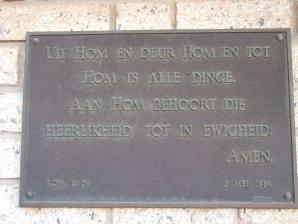 UIT HOM EN DEUR HOM EN TOT
HOM IS ALLE DINGE.
AAN HOM BEHOORT DIE
HEERLIKHEID TOT IN EWIGHEID!
AMEN.
ROM. 11:36 5 MEI 1984